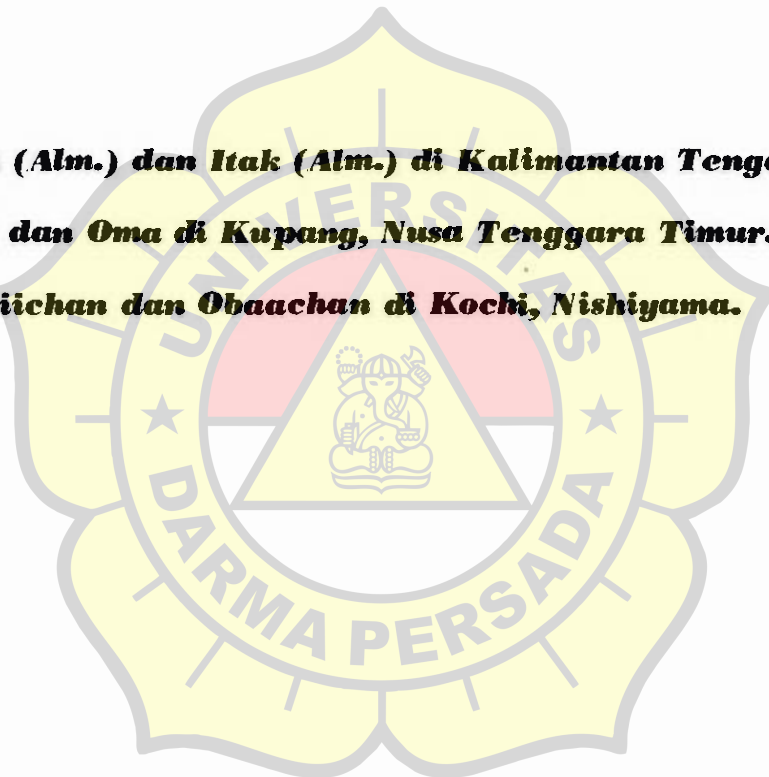 (Alm.) dan Itak (Alm.) di Kalimantan Teng
dan Oma di Kupang, Nusa Tenggara Timur.
iichan dan Obaachan di Kochi, Nishiyama.
UNIVERSITAS
DARMA PERSADA